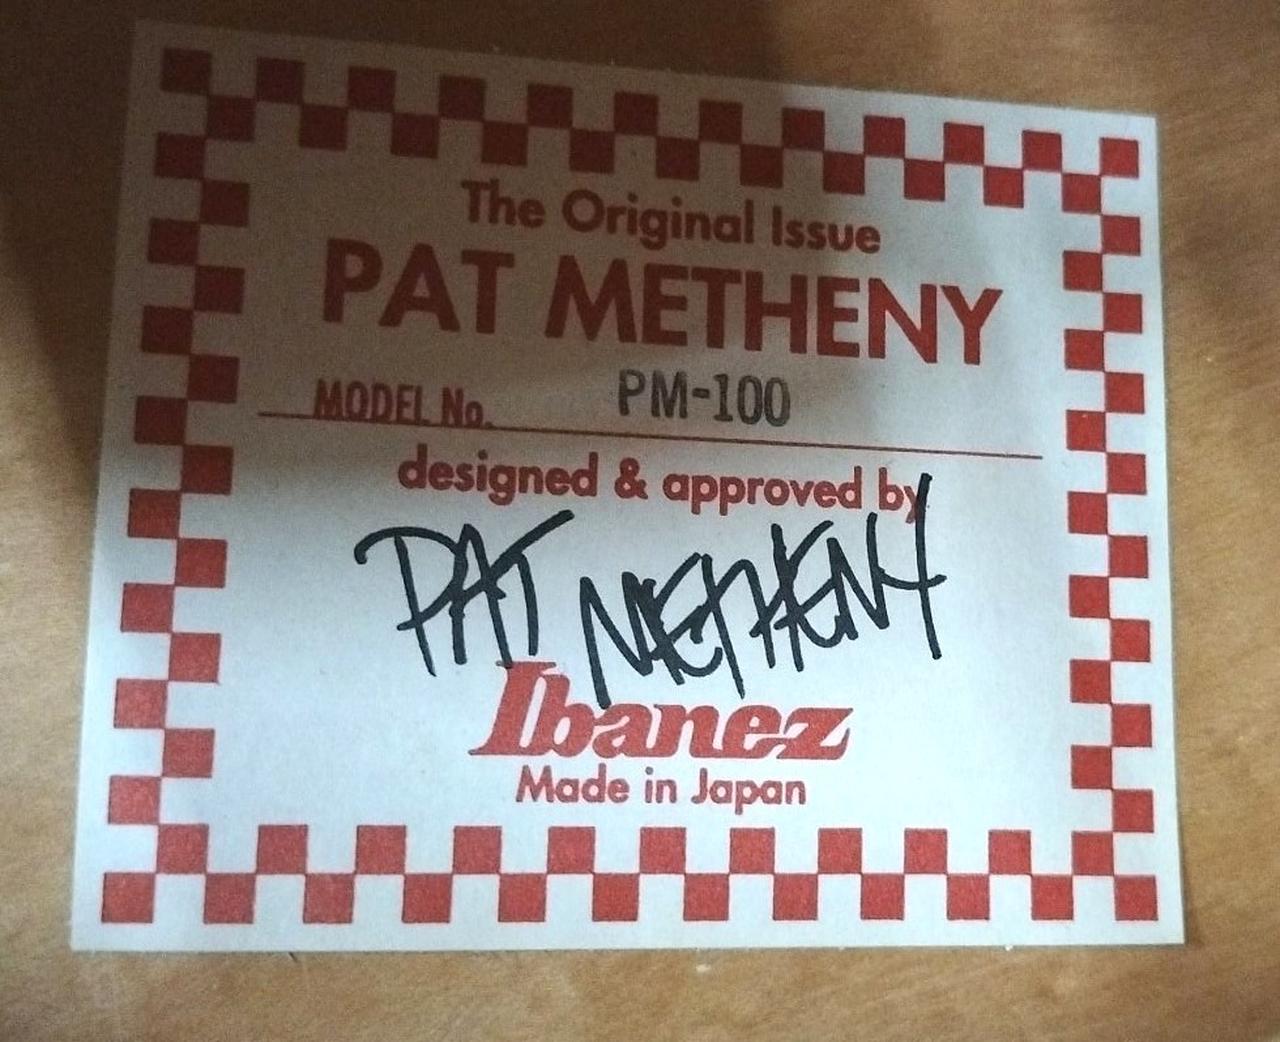 The Original Issue
PAT METHENY
MODEL No. PM-100
designed & approved by
PAT METHENY
Ibanez
Made in Japan